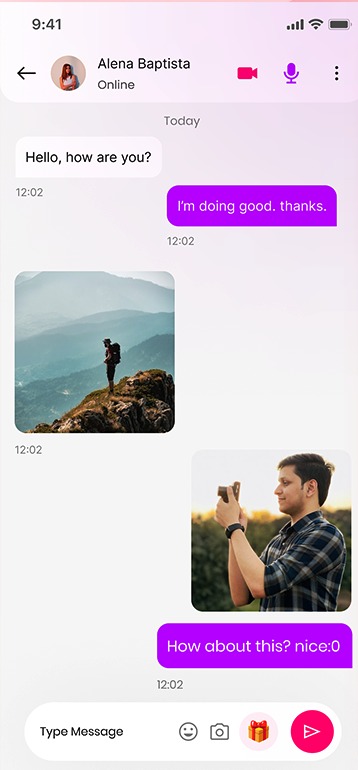 9:41
Alena Baptista
Online
Today
Hello, how are you?
12:02
I'm doing good. thanks.
12:02
12:02
How about this? nice:0
12:02
Type Message